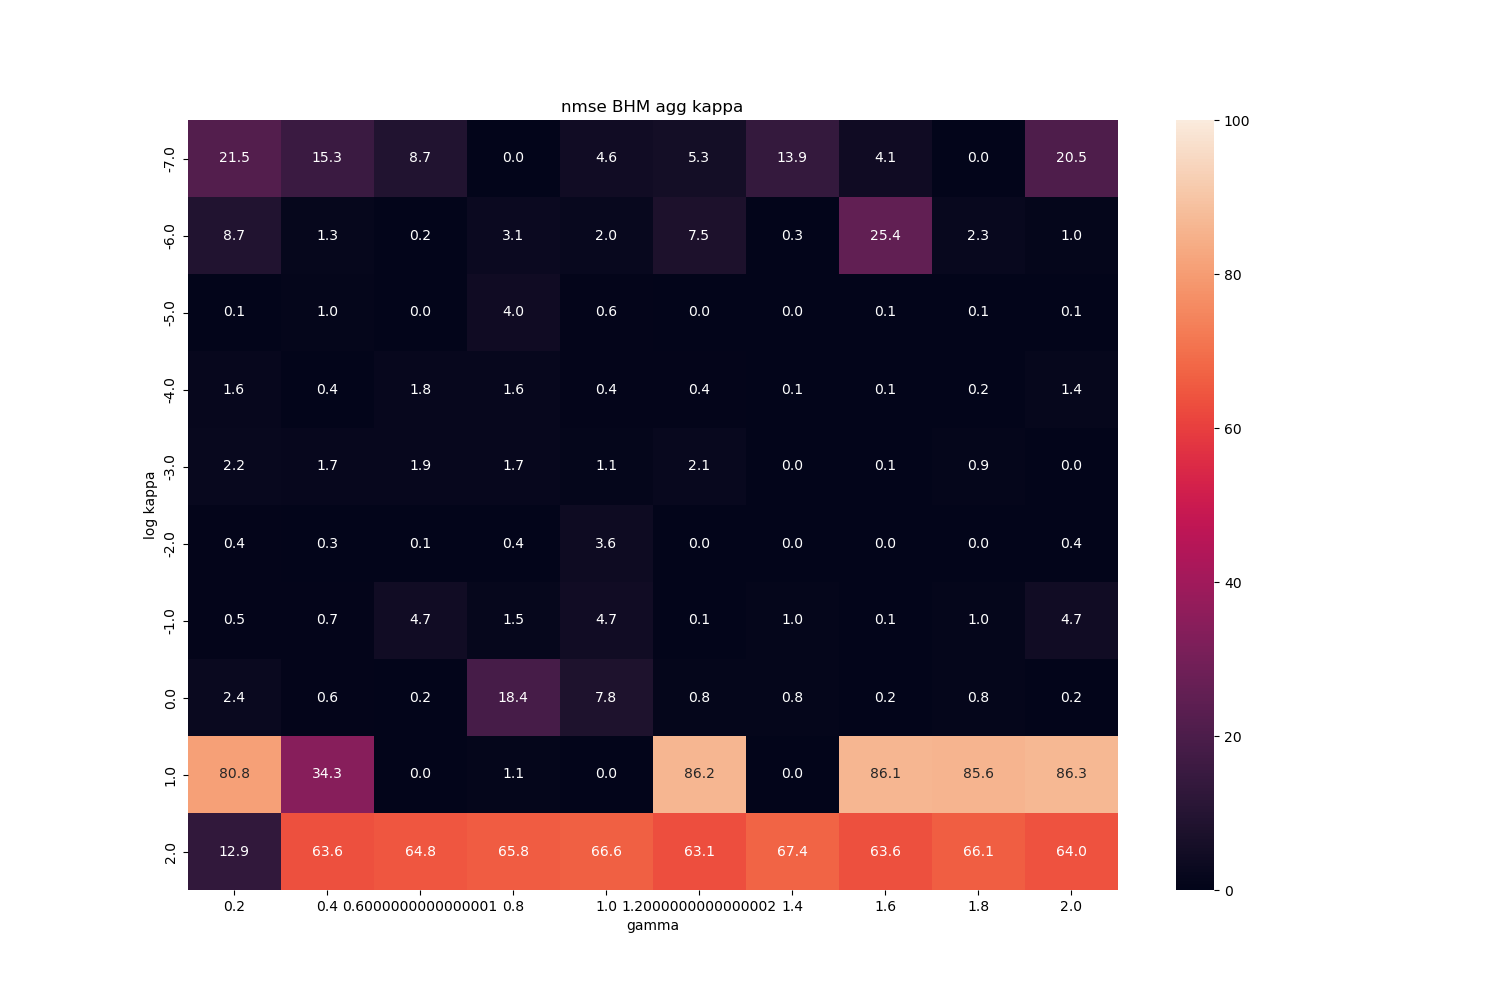 nmse BHM agg kappa
-7.0 21.5 15.3 8.7 0.0 4.6 5.3 13.9 4.1 0.0 20.5
-6.0 8.7 1.3 0.2 3.1 2.0 7.5 0.3 25.4 2.3 1.0
-5.0 0.1 1.0 0.0 4.0 0.6 0.0 0.0 0.1 0.1 0.1
-4.0 1.6 0.4 1.8 1.6 0.4 0.4 0.1 0.1 0.2 1.4
-3.0 2.2 1.7 1.9 1.7 1.1 2.1 0.0 0.1 0.9 0.0
-2.0 0.4 0.3 0.1 0.4 3.6 0.0 0.0 0.0 0.0 0.4
-1.0 0.5 0.7 4.7 1.5 4.7 0.1 1.0 0.1 1.0 4.7
0.0 2.4 0.6 0.2 18.4 7.8 0.8 0.8 0.2 0.8 0.2
1.0 80.8 34.3 0.0 1.1 0.0 86.2 0.0 86.1 85.6 86.3
2.0 12.9 63.6 64.8 65.8 66.6 63.1 67.4 63.6 66.1 64.0
0.2 0.4 0.6000000000000001 0.8 1.0 1.2000000000000002 1.4 1.6 1.8 2.0
gamma
log kappa
100
80
60
40
20
0